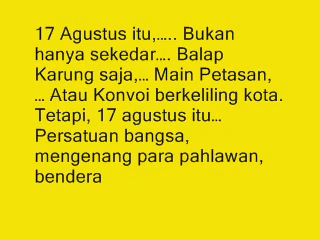 17 Agustus itu,….. Bukan
hanya sekedar…. Balap
Karung saja,… Main Petasan,
… Atau Konvoi berkeliling kota.
Tetapi, 17 agustus itu…
Persatuan bangsa,
mengenang para pahlawan,
bendera